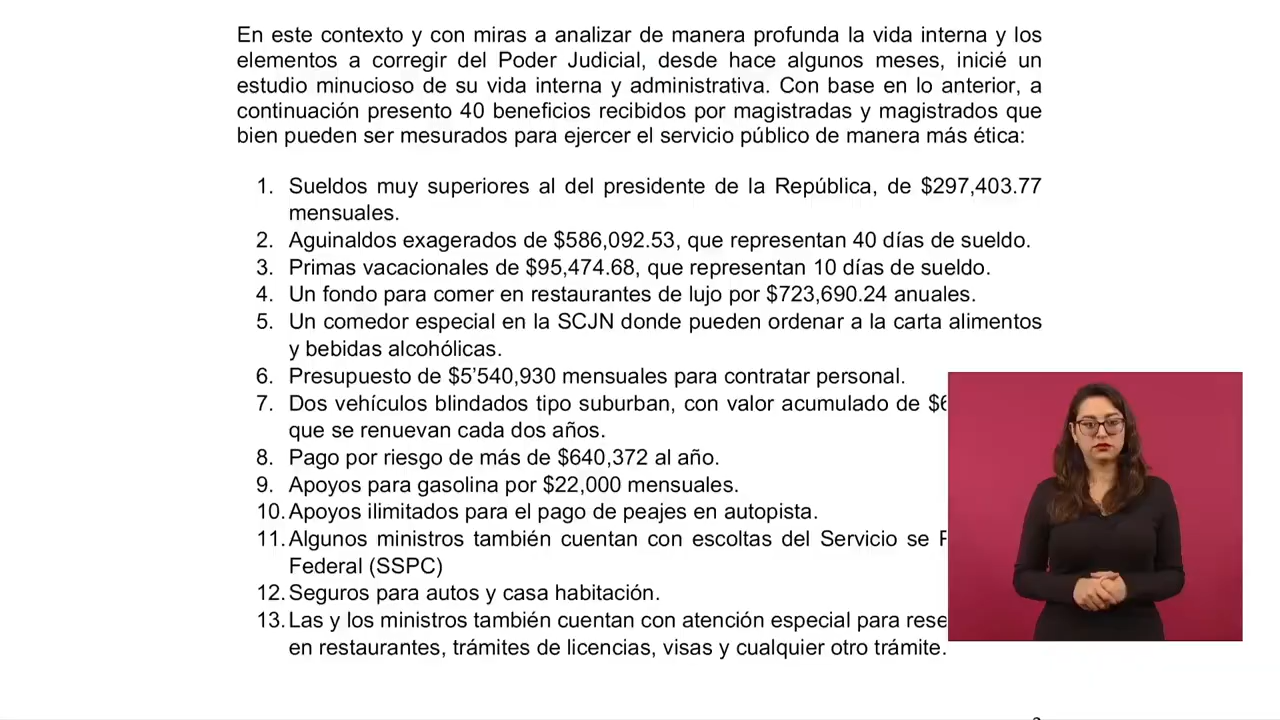 En este contexto y con miras a analizar de manera profunda la vida interna y los
elementos a corregir del Poder Judicial, desde hace algunos meses, inicié un
estudio minucioso de su vida interna y administrativa. Con base en lo anterior, a
continuación presento 40 beneficios recibidos por magistradas y magistrados que
bien pueden ser mesurados para ejercer el servicio público de manera más ética:
1. Sueldos muy superiores al del presidente de la República, de $297,403.77
mensuales.
2. Aguinaldos exagerados de $586,092.53, que representan 40 días de sueldo.
3. Primas vacacionales de $95,474.68, que representan 10 días de sueldo.
4. Un fondo para comer en restaurantes de lujo por $723,690.24 anuales.
5. Un comedor especial en la SCJN donde pueden ordenar a la carta alimentos
y bebidas alcohólicas.
6. Presupuesto de $5'540,930 mensuales para contratar personal.
7. Dos vehículos blindados tipo suburban, con valor acumulado de
que se renuevan cada dos años.
8. Pago por riesgo de más de $640,372 al año.
9. Apoyos para gasolina por $22,000 mensuales.
10. Apoyos ilimitados para el pago de peajes en autopista.
11. Algunos ministros también cuentan con escoltas del Servicio se
Federal (SSPC)
12. Seguros para autos y casa habitación.
13. Las y los ministros también cuentan con atención especial para
en restaurantes, trámites de licencias, visas y cualquier otro trámite.